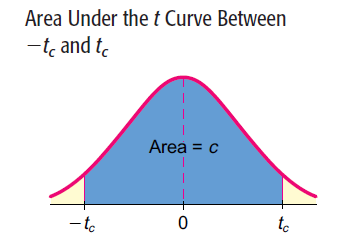 Area Under the t Curve Between
−tc and tc
Area = c
−tc 0 tc